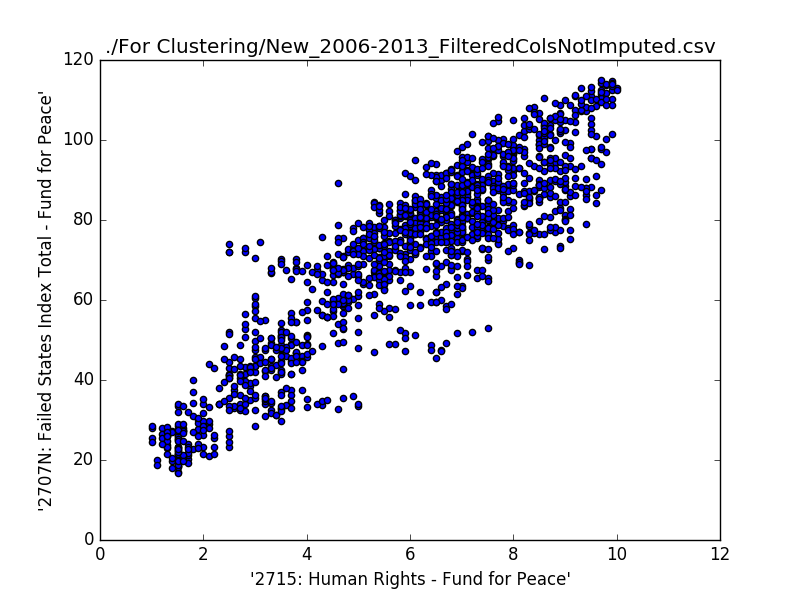 ./For Clustering/New_2006-2013_FilteredColsNotImputed.csv
120
100
80
60
40
20
0
'2707N: Failed States Index Total - Fund for Peace'
0 2 4 6 8 10 12
'2715: Human Rights - Fund for Peace'